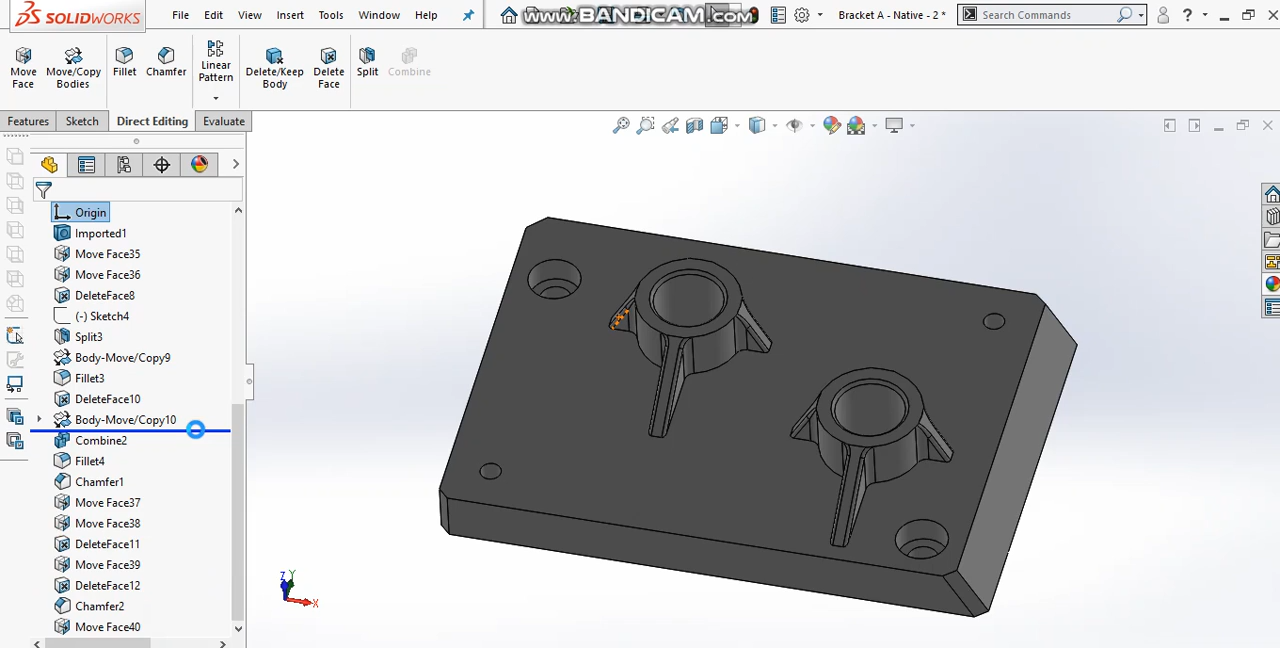 SOLIDWORKS
File Edit View Insert Tools Window Help
www.BANDICAM.com
Bracket A - Native - 2 *
Search Commands
?
Move Face
Move/Copy Bodies
Fillet
Chamfer
Linear Pattern
Delete/Keep Body
Delete Face
Split
Combine
Features Sketch Direct Editing Evaluate
Origin
Imported1
Move Face35
Move Face36
DeleteFace8
(-) Sketch4
Split3
Body-Move/Copy9
Fillet3
DeleteFace10
Body-Move/Copy10
Combine2
Fillet4
Chamfer1
Move Face37
Move Face38
DeleteFace11
Move Face39
DeleteFace12
Chamfer2
Move Face40
Z Y
X